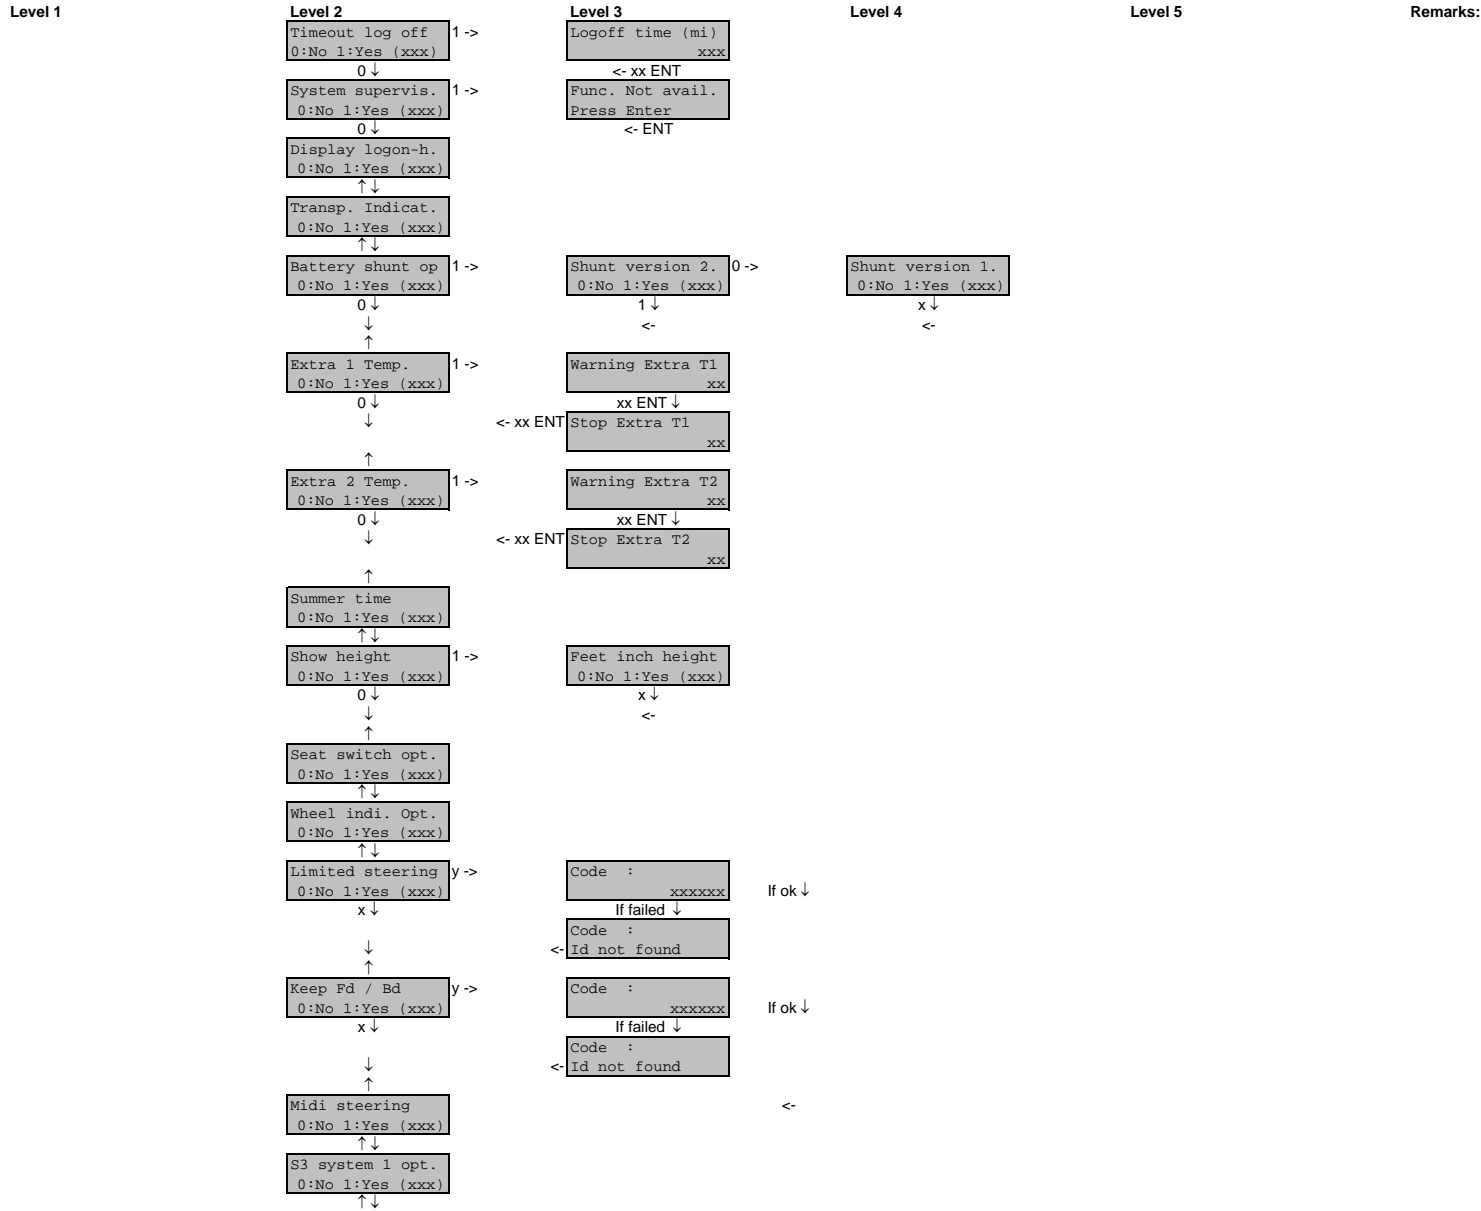 Level 1 Level 2 Level 3 Level 4 Level 5 Remarks:
Timeout log off 1 -> Logoff time (mi)
0:No 1:Yes (xxx) xxx
0 ↓ <- xx ENT
System supervis. 1 -> Func. Not avail.
0:No 1:Yes (xxx) Press Enter
0 ↓ <- ENT
Display logon-h.
0:No 1:Yes (xxx)
↑↓
Transp. Indicat.
0:No 1:Yes (xxx)
↑↓
Battery shunt op 1 -> Shunt version 2. 0 -> Shunt version 1.
0:No 1:Yes (xxx) 0:No 1:Yes (xxx) 0:No 1:Yes (xxx)
0 ↓ 1 ↓ x ↓
↓ <- <-
↑
Extra 1 Temp. 1 -> Warning Extra T1
0:No 1:Yes (xxx) xx
0 ↓ xx ENT ↓
↓ <- xx ENT Stop Extra T1
xx
↑
Extra 2 Temp. 1 -> Warning Extra T2
0:No 1:Yes (xxx) xx
0 ↓ xx ENT ↓
↓ <- xx ENT Stop Extra T2
xx
↑
Summer time
0:No 1:Yes (xxx)
↑↓
Show height 1 -> Feet inch height
0:No 1:Yes (xxx) 0:No 1:Yes (xxx)
0 ↓ x ↓
↓ <-
↑
Seat switch opt.
0:No 1:Yes (xxx)
↑↓
Wheel indi. Opt.
0:No 1:Yes (xxx)
↑↓
Limited steering y -> Code :
0:No 1:Yes (xxx) xxxxxx If ok ↓
x ↓ If failed ↓
Code :
↓ <- Id not found
↑
Keep Fd / Bd y -> Code :
0:No 1:Yes (xxx) xxxxxx If ok ↓
x ↓ If failed ↓
Code :
↓ <- Id not found
↑
Midi steering <-
0:No 1:Yes (xxx)
↑↓
S3 system 1 opt.
0:No 1:Yes (xxx)
↑↓